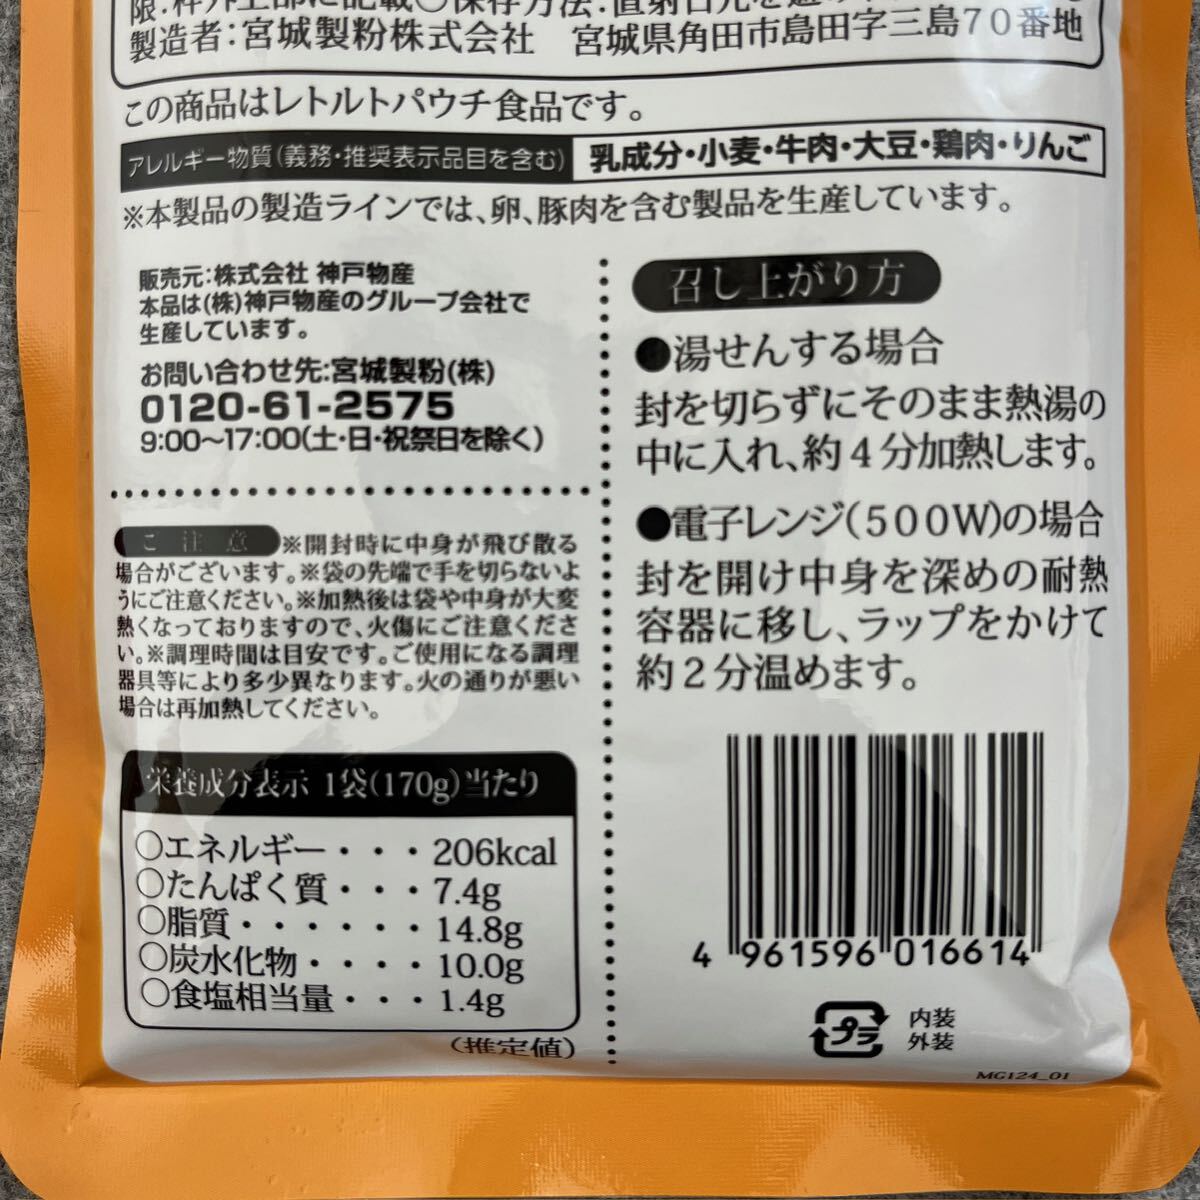 限:枠外上部に記載○保存方法:直射日光を
製造者:宮城製粉株式会社 宮城県角田市島田字三島70番地
この商品はレトルトパウチ食品です。
アレルギー物質(義務・推奨表示品目を含む) 乳成分・小麦・牛肉・大豆・鶏肉・りんご
※本製品の製造ラインでは、卵、豚肉を含む製品を生産しています。
販売元:株式会社 神戸物産
本品は(株)神戸物産のグループ会社で
生産しています。
お問い合わせ先:宮城製粉(株)
0120-61-2575
9:00~17:00(土・日・祝祭日を除く)
ご注意 ※開封時に中身が飛び散る
場合がございます。※袋の先端で手を切らないよ
うにご注意ください。※加熱後は袋や中身が大変
熱くなっておりますので、火傷にご注意くださ
い。※調理時間は目安です。ご使用になる調理
器具等により多少異なります。火の通りが悪い
場合は再加熱してください。
栄養成分表示 1袋(170g)当たり
○エネルギー・・・206kcal
○たんぱく質・・・7.4g
○脂質・・・・・・14.8g
○炭水化物・・・・10.0g
○食塩相当量・・・1.4g
(推定値)
召し上がり方
●湯せんする場合
封を切らずにそのまま熱湯の
中に入れ、約4分加熱します。
●電子レンジ(500W)の場合
封を開け中身を深めの耐熱
容器に移し、ラップをかけて
約2分温めます。
4 961596 016614
プラ 内装
外装
MG124_01